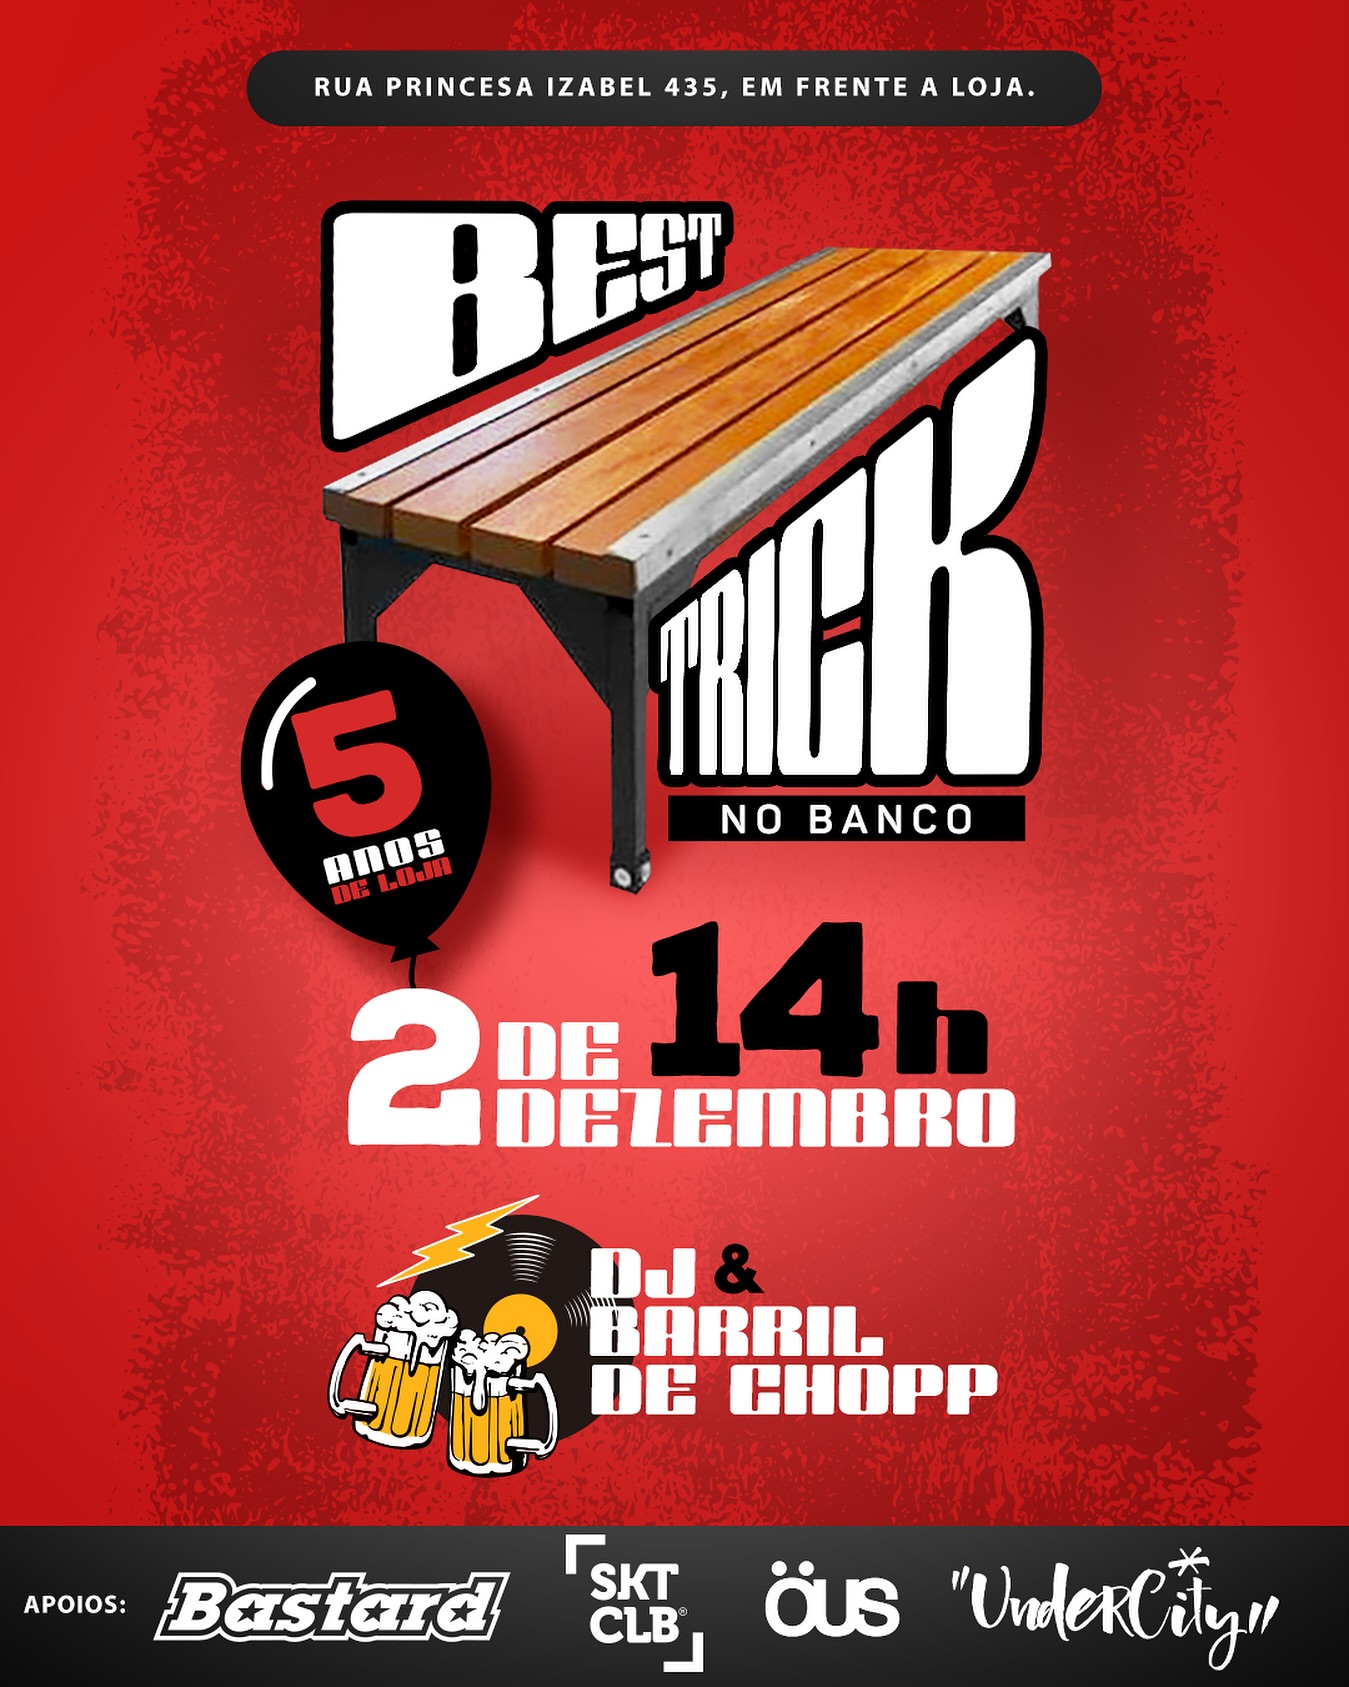 RUA PRINCESA IZABEL 435, EM FRENTE A LOJA.
BEST
TRICK
NO BANCO
5
ANOS
DE LOJA
2 DE
DEZEMBRO
14h
DJ &
BARRIL
DE CHOPP
APOIOS:
Bastard
SKT
CLB®
ÖUS
"UnderCity"